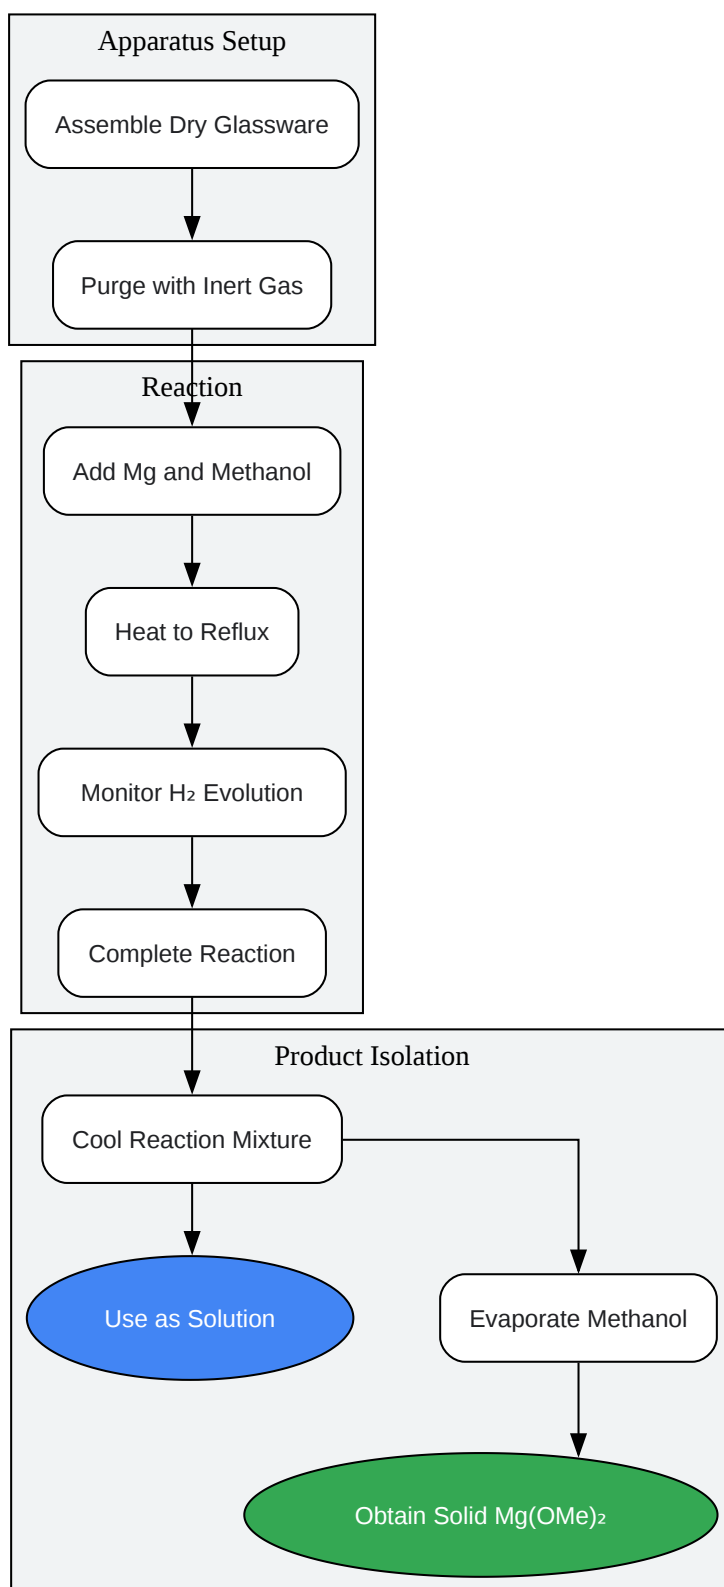 Apparatus Setup
Assemble Dry Glassware
Purge with Inert Gas
Reaction
Add Mg and Methanol
Heat to Reflux
Monitor H₂ Evolution
Complete Reaction
Product Isolation
Cool Reaction Mixture
Use as Solution
Evaporate Methanol
Obtain Solid Mg(OMe)₂